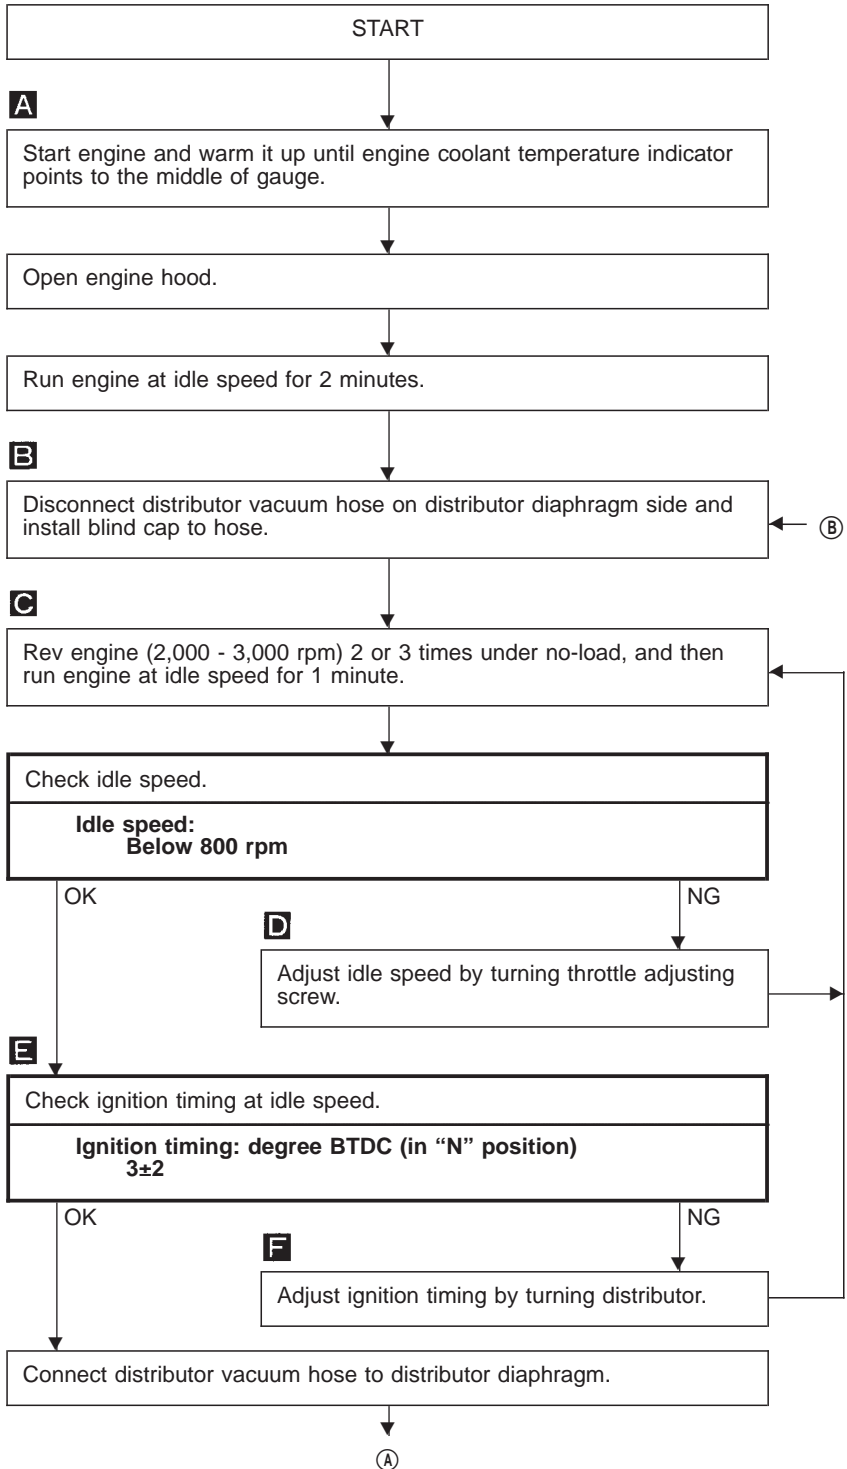 START
A
Start engine and warm it up until engine coolant temperature indicator
points to the middle of gauge.
Open engine hood.
Run engine at idle speed for 2 minutes.
B
Disconnect distributor vacuum hose on distributor diaphragm side and
install blind cap to hose.
Ⓑ
C
Rev engine (2,000 - 3,000 rpm) 2 or 3 times under no-load, and then
run engine at idle speed for 1 minute.
Check idle speed.
Idle speed:
Below 800 rpm
OK
NG
D
Adjust idle speed by turning throttle adjusting
screw.
E
Check ignition timing at idle speed.
Ignition timing: degree BTDC (in “N” position)
3±2
OK
NG
F
Adjust ignition timing by turning distributor.
Connect distributor vacuum hose to distributor diaphragm.
Ⓐ